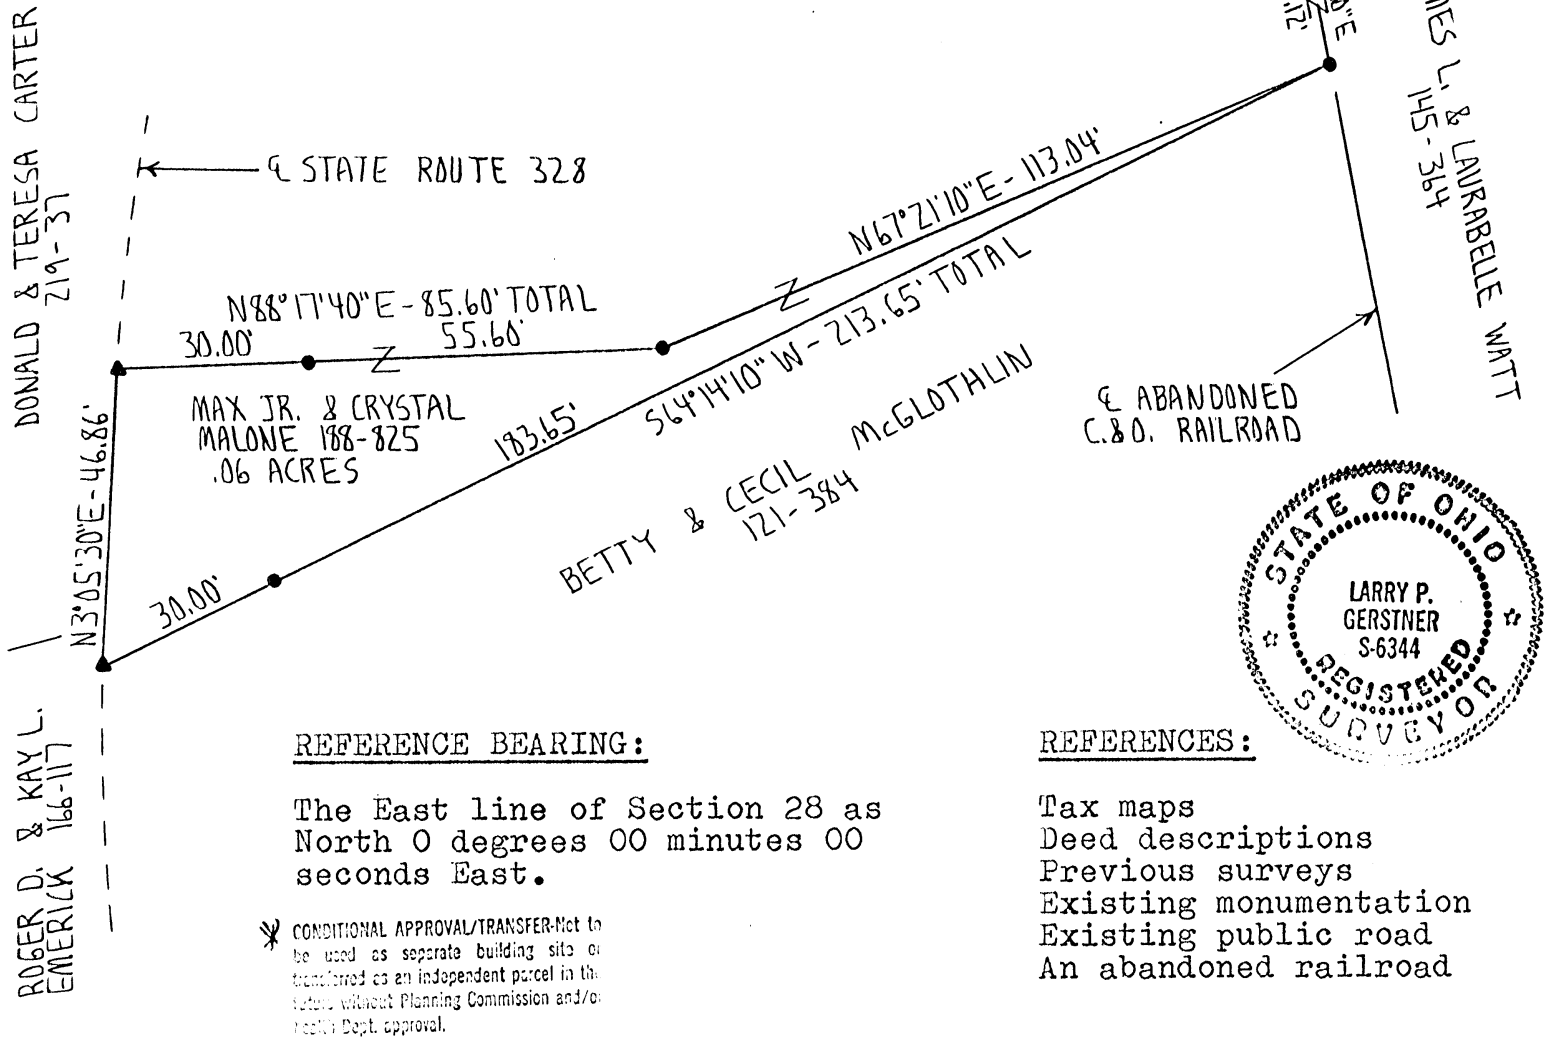 DONALD & TERESA CARTER
219-37
℄ STATE ROUTE 328
N88°17'40"E-85.60' TOTAL
30.00'
55.60'
MAX JR. & CRYSTAL
MALONE 188-825
.06 ACRES
N3°05'30"E-46.86'
N67°21'10"E-113.04'
S64°14'10"W-213.65' TOTAL
183.65'
30.00'
BETTY & CECIL McGLOTHLIN
121-384
L. & LAURABELLE WATT
145-364
℄ ABANDONED
C.&O. RAILROAD
STATE OF OHIO
LARRY P.
GERSTNER
S-6344
REGISTERED
SURVEYOR
ROGER D. & KAY L.
EMERICK 166-117
REFERENCE BEARING:
The East line of Section 28 as
North 0 degrees 00 minutes 00
seconds East.
CONDITIONAL APPROVAL/TRANSFER-Not to
be used as separate building site or
transferred as an independent parcel in the
future without Planning Commission and/or
Health Dept. approval.
REFERENCES:
Tax maps
Deed descriptions
Previous surveys
Existing monumentation
Existing public road
An abandoned railroad